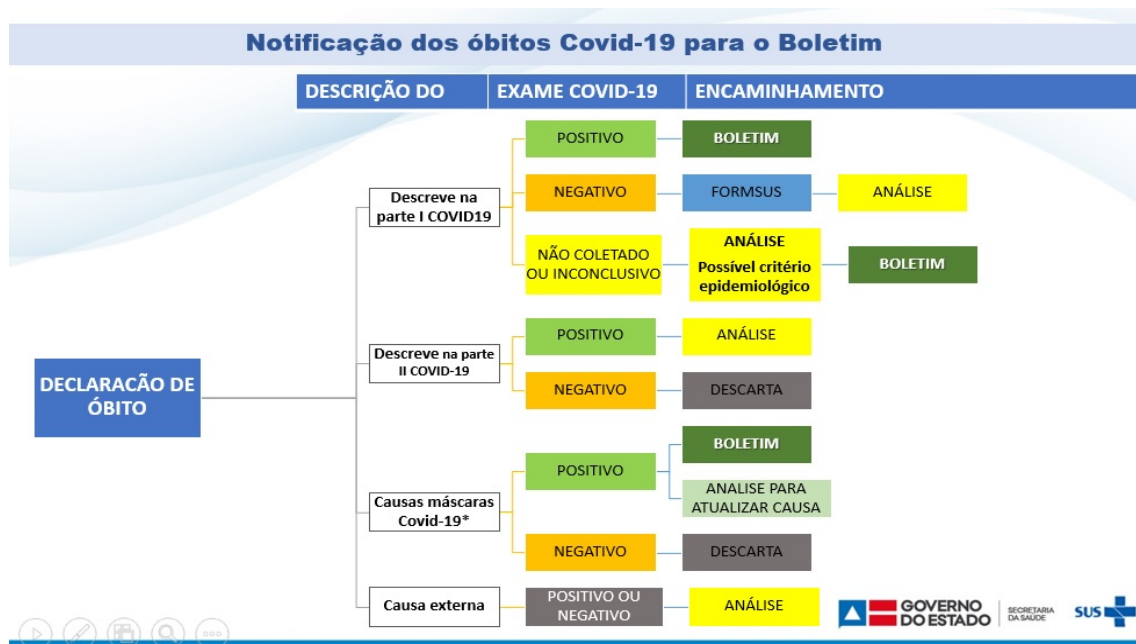 Notificação dos óbitos Covid-19 para o Boletim
DESCRIÇÃO DO
EXAME COVID-19
ENCAMINHAMENTO
POSITIVO
BOLETIM
Descreve na
parte I COVID19
NEGATIVO
FORMSUS
ANÁLISE
NÃO COLETADO
OU INCONCLUSIVO
ANÁLISE
Possível critério
epidemiológico
BOLETIM
Descreve na parte
II COVID-19
POSITIVO
ANÁLISE
NEGATIVO
DESCARTA
DECLARACÃO DE
ÓBITO
Causas máscaras
Covid-19*
POSITIVO
BOLETIM
ANALISE PARA
ATUALIZAR CAUSA
NEGATIVO
DESCARTA
Causa externa
POSITIVO OU
NEGATIVO
ANÁLISE
GOVERNO
DO ESTADO
SECRETARIA
DA SAÚDE
SUS